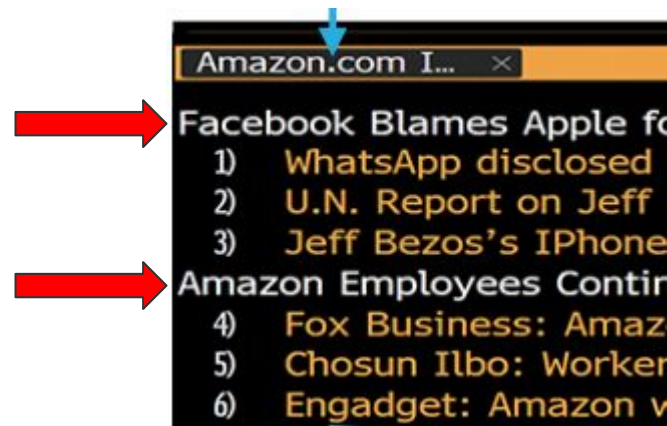 Amazon.com I... ×
Facebook Blames Apple fo
1) WhatsApp disclosed
2) U.N. Report on Jeff
3) Jeff Bezos's IPhone
Amazon Employees Contin
4) Fox Business: Amaz
5) Chosun Ilbo: Worker
6) Engadget: Amazon w